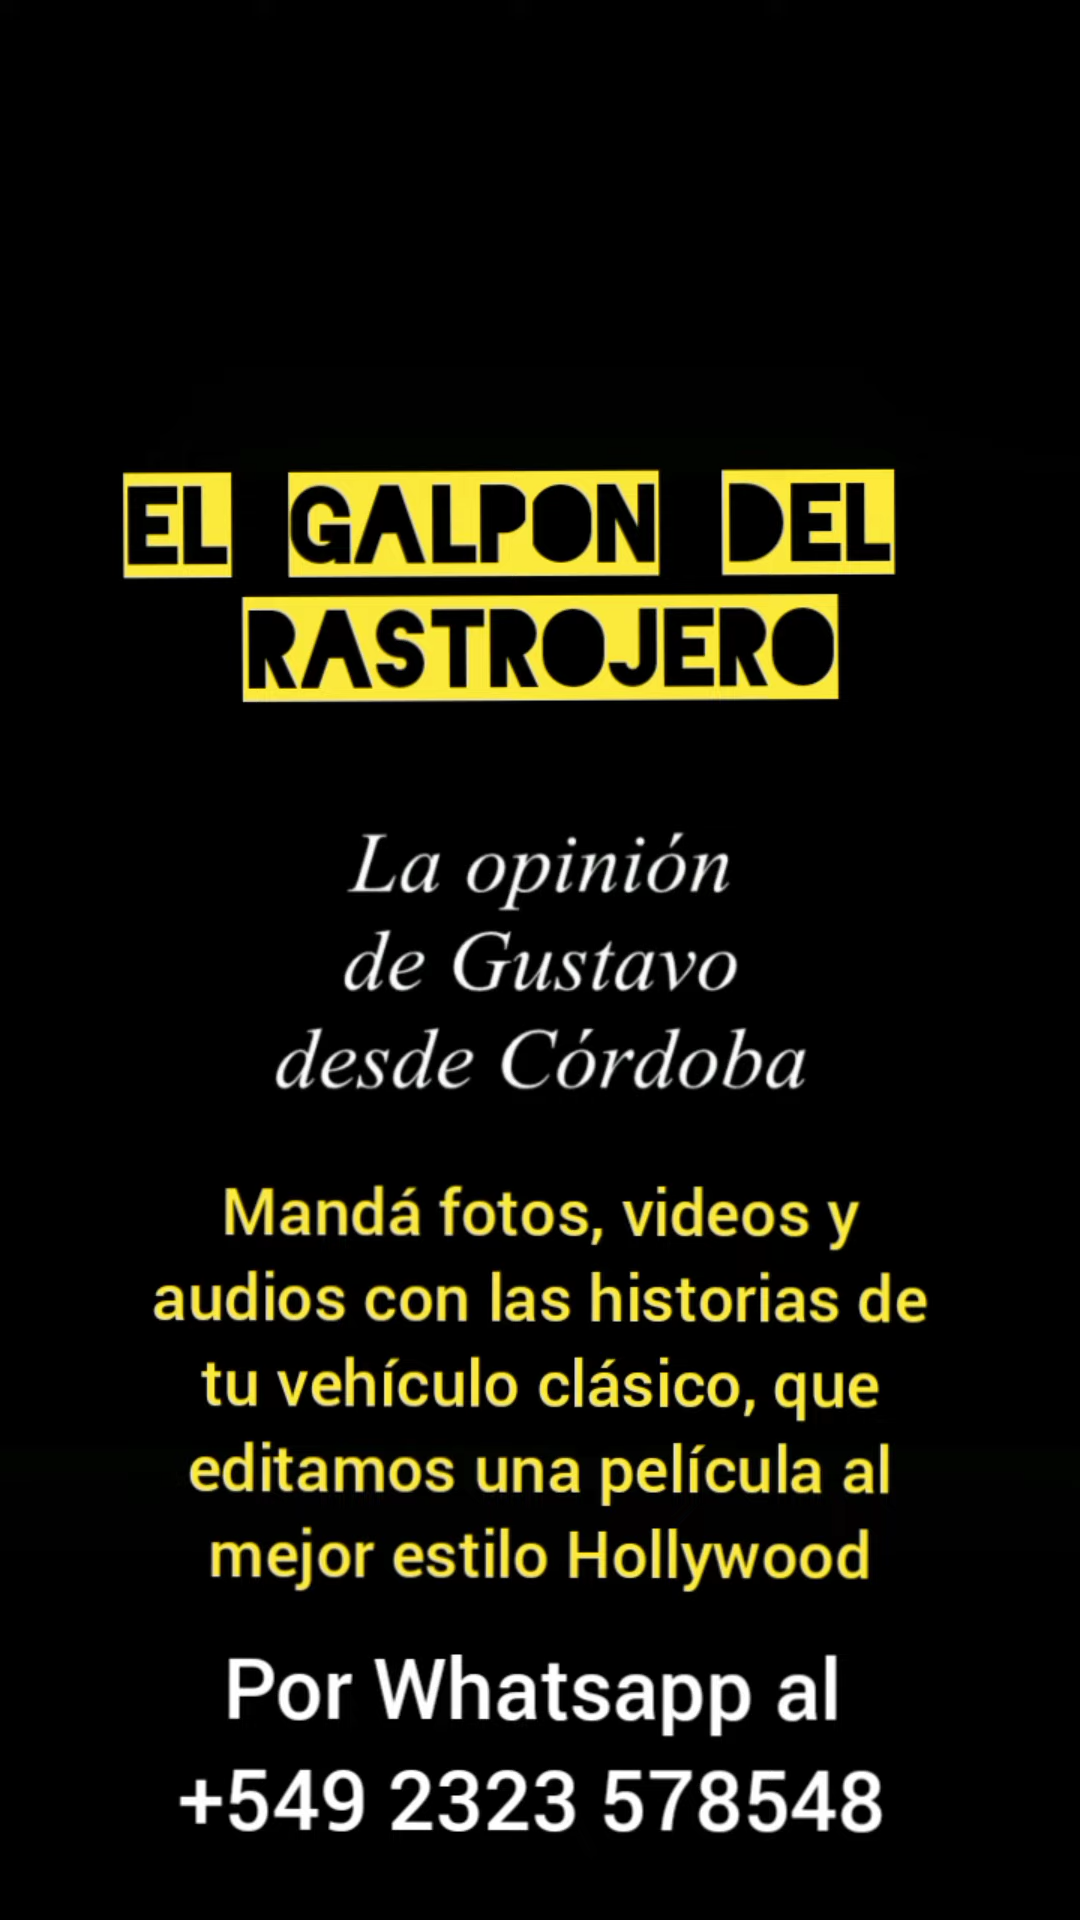 EL GALPON DEL
RASTROJERO
La opinión
de Gustavo
desde Córdoba
Mandá fotos, videos y
audios con las historias de
tu vehículo clásico, que
editamos una película al
mejor estilo Hollywood
Por Whatsapp al
+549 2323 578548